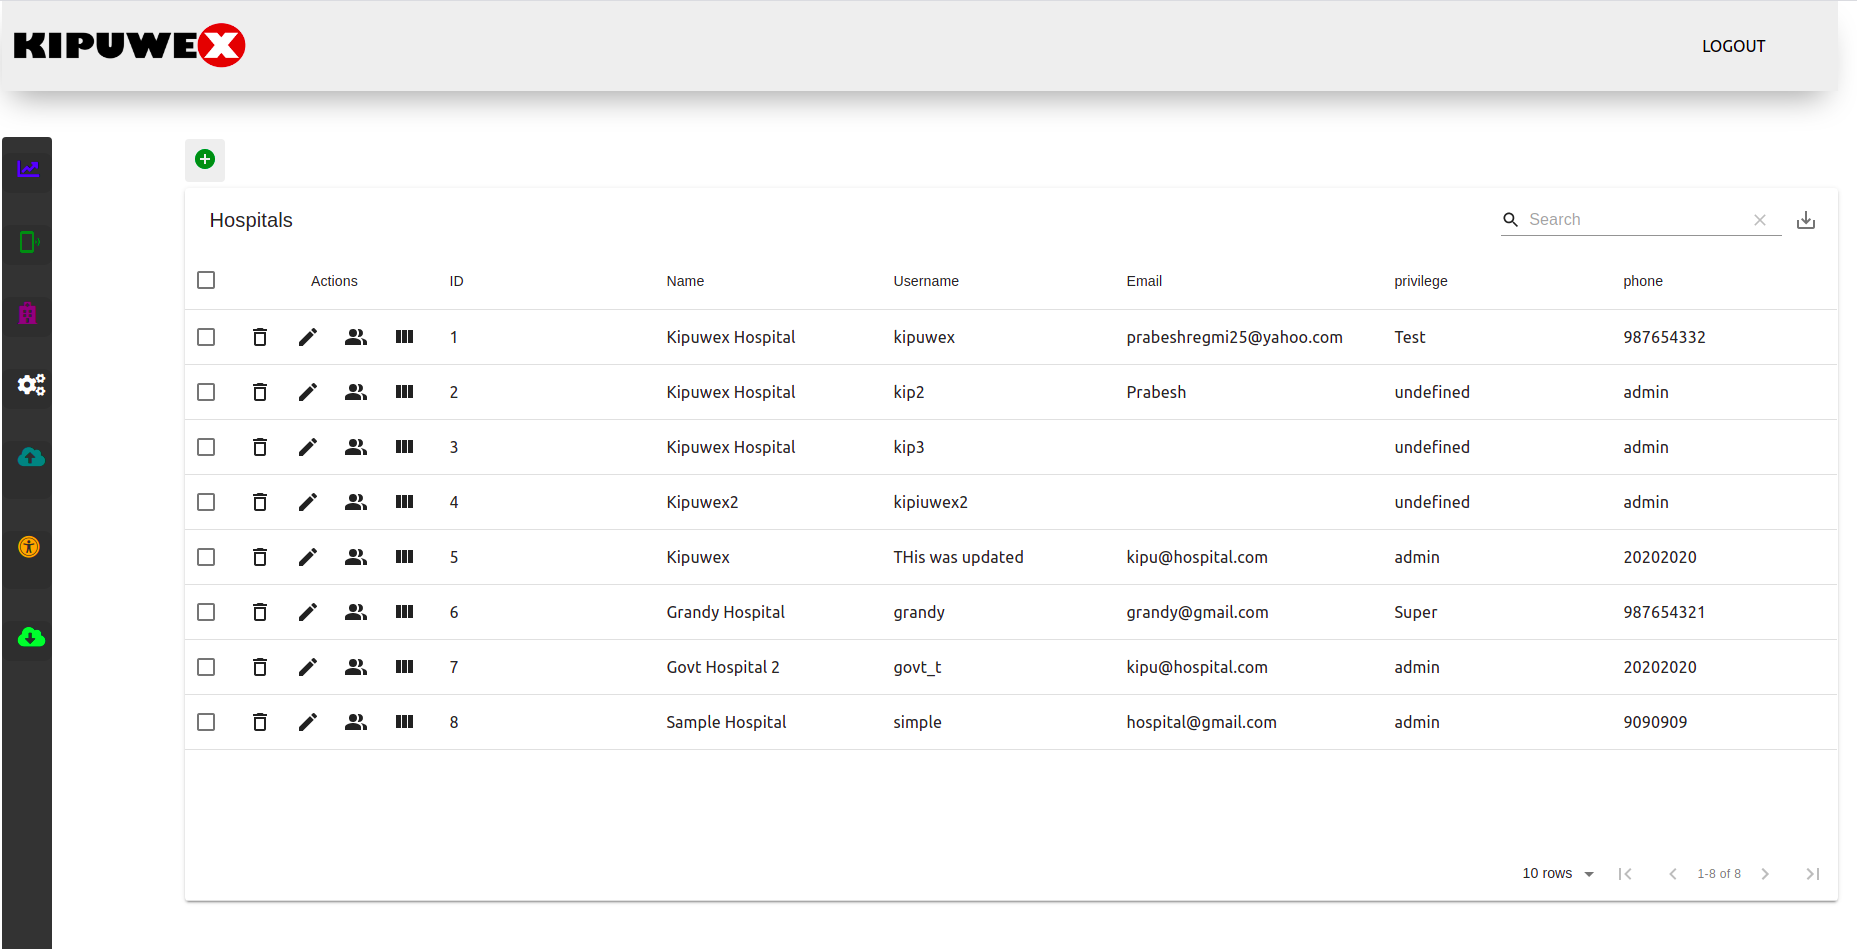 KIPUWEX
LOGOUT
Hospitals
Search
Actions ID Name Username Email privilege phone
1 Kipuwex Hospital kipuwex prabeshregmi25@yahoo.com Test 987654332
2 Kipuwex Hospital kip2 Prabesh undefined admin
3 Kipuwex Hospital kip3 undefined admin
4 Kipuwex2 kipiuwex2 undefined admin
5 Kipuwex THis was updated kipu@hospital.com admin 20202020
6 Grandy Hospital grandy grandy@gmail.com Super 987654321
7 Govt Hospital 2 govt_t kipu@hospital.com admin 20202020
8 Sample Hospital simple hospital@gmail.com admin 9090909
10 rows 1-8 of 8